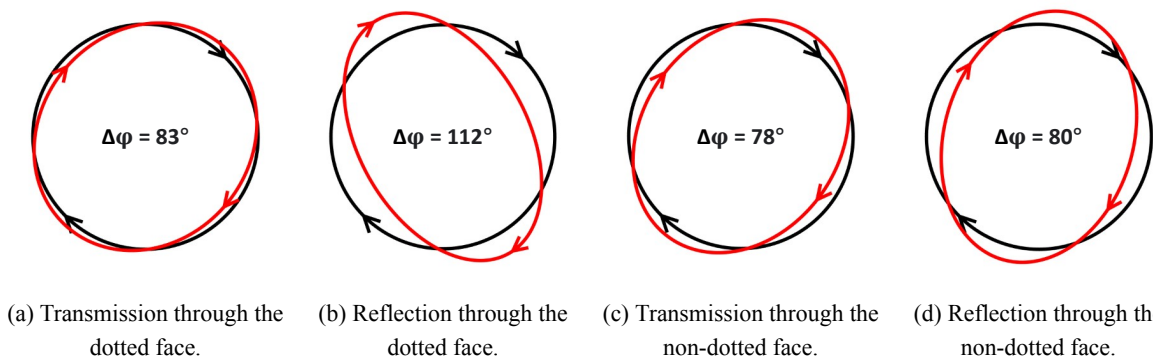 Δφ = 83°
Δφ = 112°
Δφ = 78°
Δφ = 80°
(a) Transmission through the
dotted face.
(b) Reflection through the
dotted face.
(c) Transmission through the
non-dotted face.
(d) Reflection through th
non-dotted face.